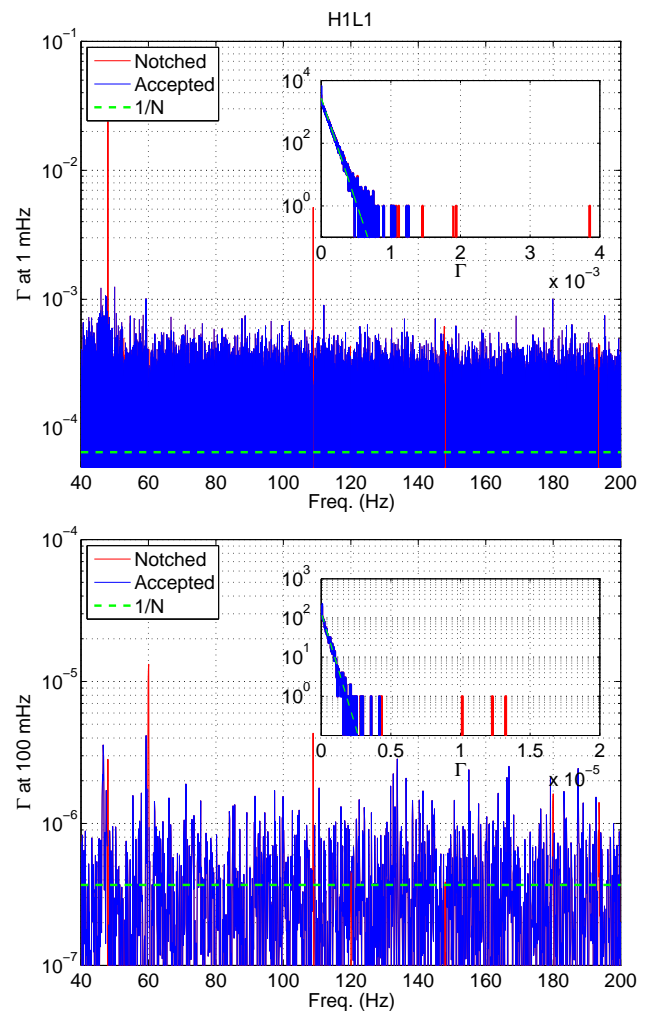 H1L1
Γ at 1 mHz
10^-1
10^-2
10^-3
10^-4
Notched
Accepted
1/N
10^4
10^2
10^0
0 1 2 3 4
Γ
x 10^-3
40 60 80 100 120 140 160 180 200
Freq. (Hz)
Γ at 100 mHz
10^-4
10^-5
10^-6
10^-7
Notched
Accepted
1/N
10^3
10^2
10^1
10^0
0 0.5 1 1.5 2
Γ
x 10^-5
40 60 80 100 120 140 160 180 200
Freq. (Hz)